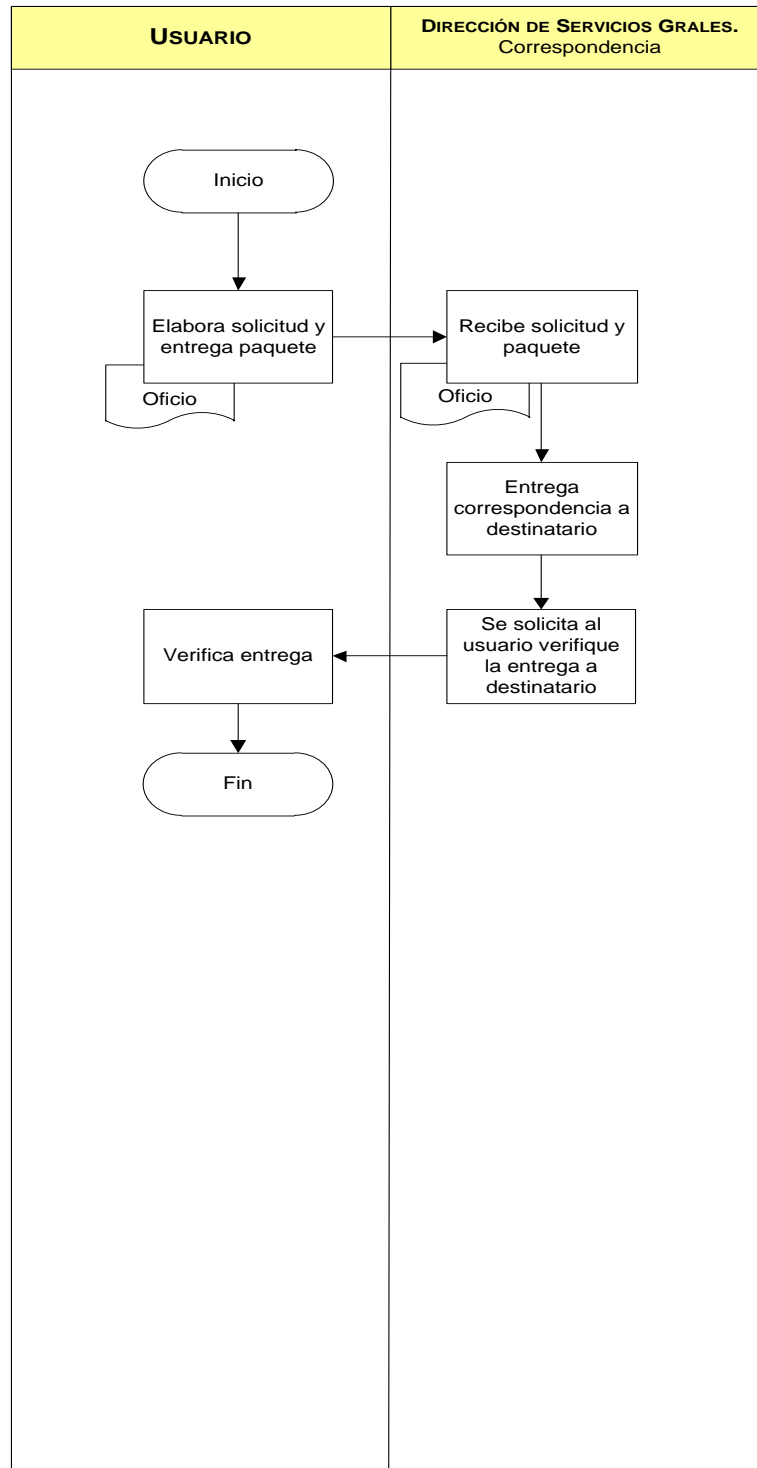 USUARIO
DIRECCIÓN DE SERVICIOS GRALES.
Correspondencia
Inicio
Elabora solicitud y
entrega paquete
Oficio
Recibe solicitud y
paquete
Oficio
Entrega
correspondencia a
destinatario
Se solicita al
usuario verifique
la entrega a
destinatario
Verifica entrega
Fin